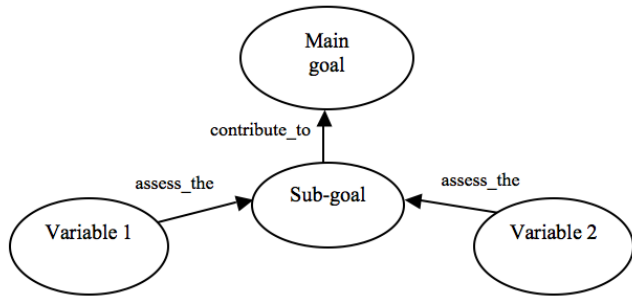 Main
goal
contribute_to
assess_the
assess_the
Sub-goal
Variable 1
Variable 2